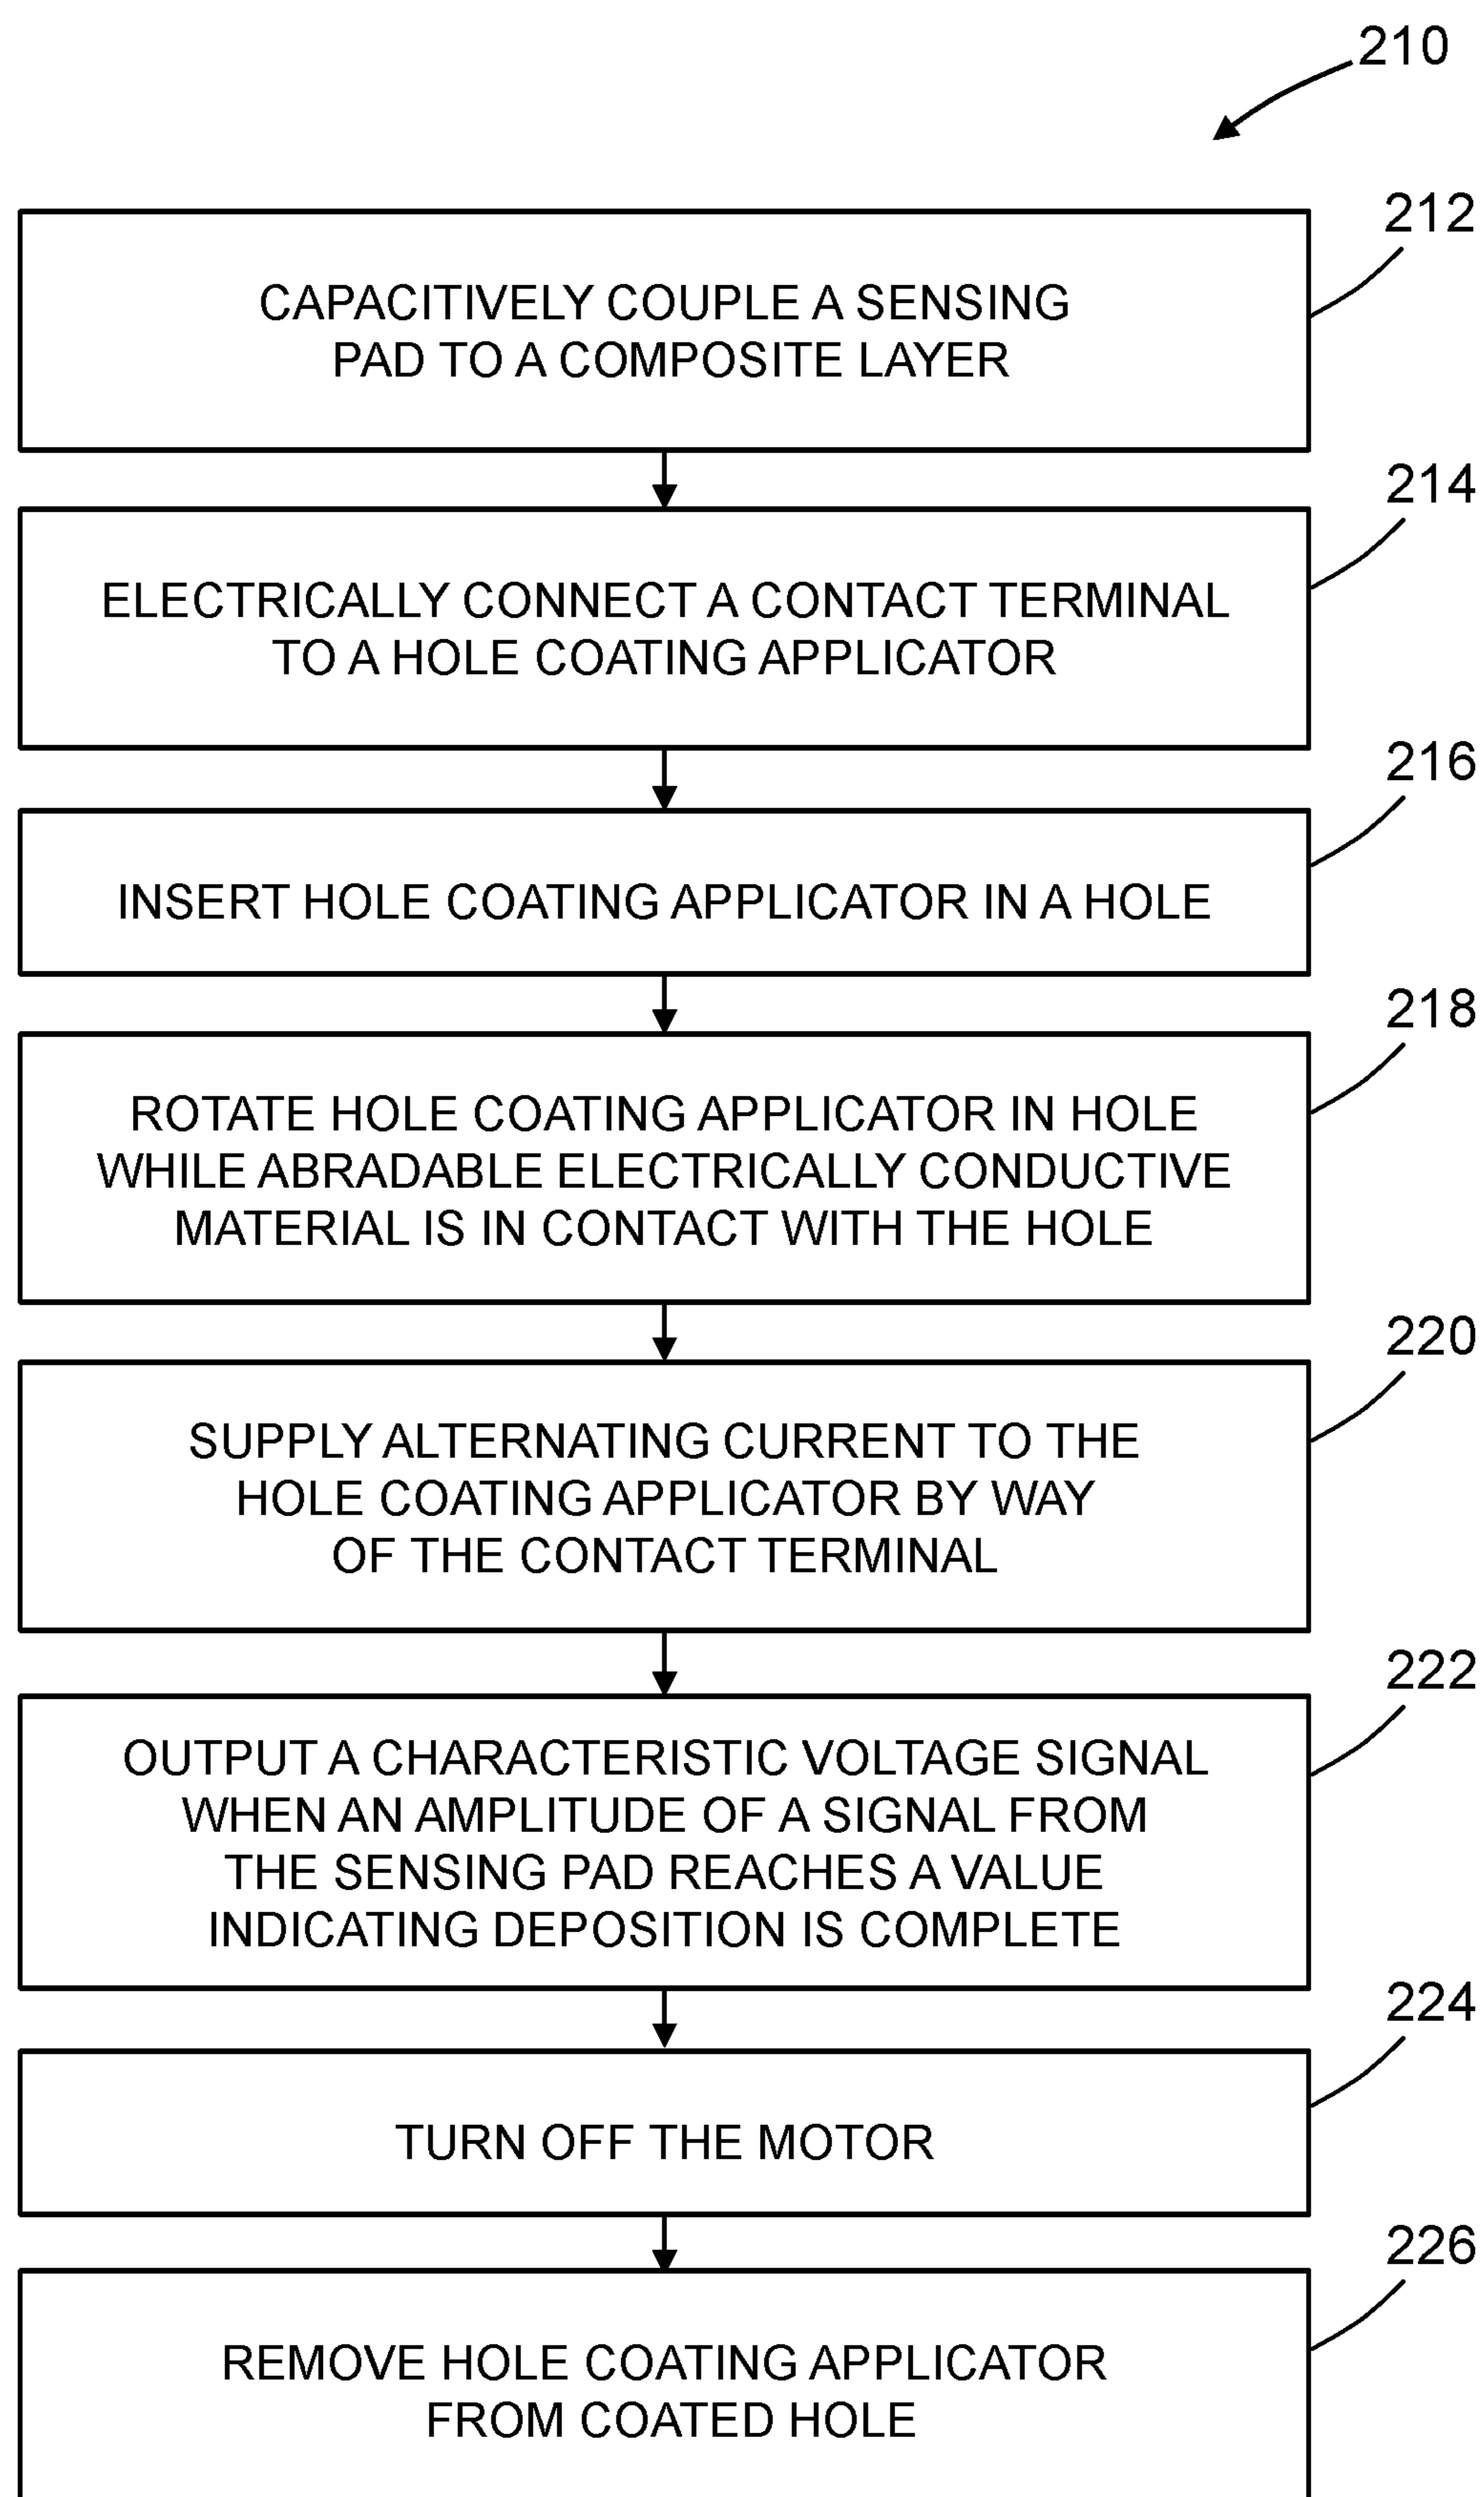 210
212
CAPACITIVELY COUPLE A SENSING
PAD TO A COMPOSITE LAYER
214
ELECTRICALLY CONNECT A CONTACT TERMINAL
TO A HOLE COATING APPLICATOR
216
INSERT HOLE COATING APPLICATOR IN A HOLE
218
ROTATE HOLE COATING APPLICATOR IN HOLE
WHILE ABRADABLE ELECTRICALLY CONDUCTIVE
MATERIAL IS IN CONTACT WITH THE HOLE
220
SUPPLY ALTERNATING CURRENT TO THE
HOLE COATING APPLICATOR BY WAY
OF THE CONTACT TERMINAL
222
OUTPUT A CHARACTERISTIC VOLTAGE SIGNAL
WHEN AN AMPLITUDE OF A SIGNAL FROM
THE SENSING PAD REACHES A VALUE
INDICATING DEPOSITION IS COMPLETE
224
TURN OFF THE MOTOR
226
REMOVE HOLE COATING APPLICATOR
FROM COATED HOLE